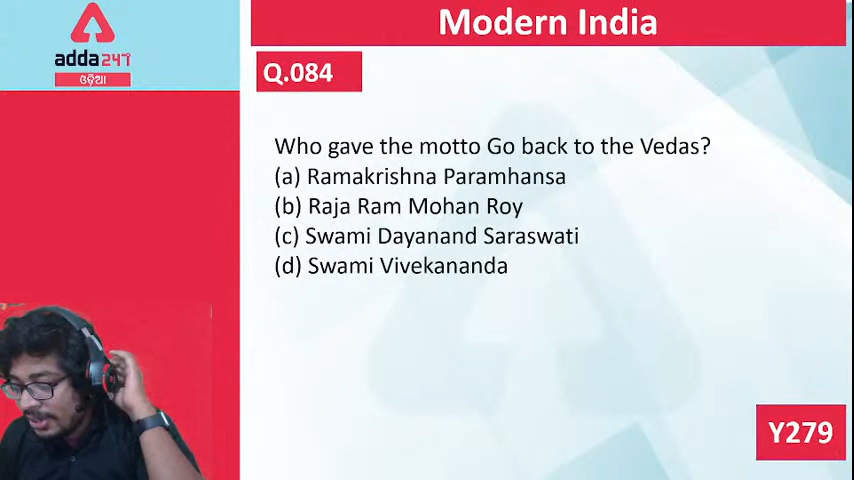 Modern India
adda247
ଓଡ଼ିଆ
Q.084
Who gave the motto Go back to the Vedas?
(a) Ramakrishna Paramhansa
(b) Raja Ram Mohan Roy
(c) Swami Dayanand Saraswati
(d) Swami Vivekananda
Y279